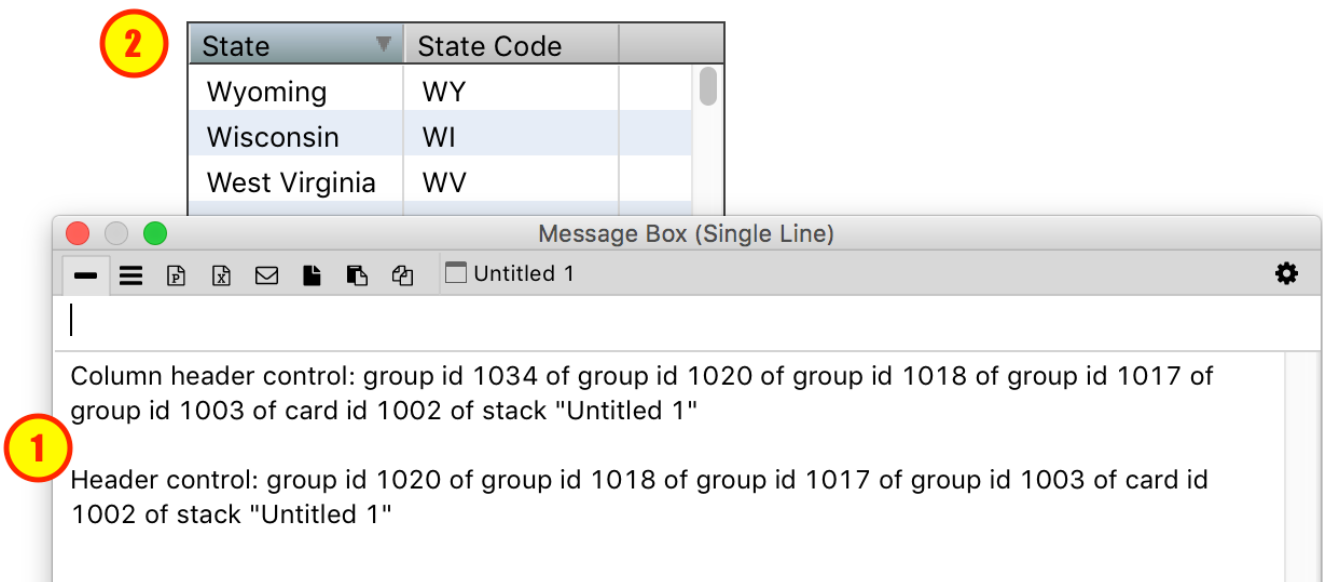 2
State State Code
Wyoming WY
Wisconsin WI
West Virginia WV
Message Box (Single Line)
P X Untitled 1
Column header control: group id 1034 of group id 1020 of group id 1018 of group id 1017 of
group id 1003 of card id 1002 of stack "Untitled 1"
1
Header control: group id 1020 of group id 1018 of group id 1017 of group id 1003 of card id
1002 of stack "Untitled 1"